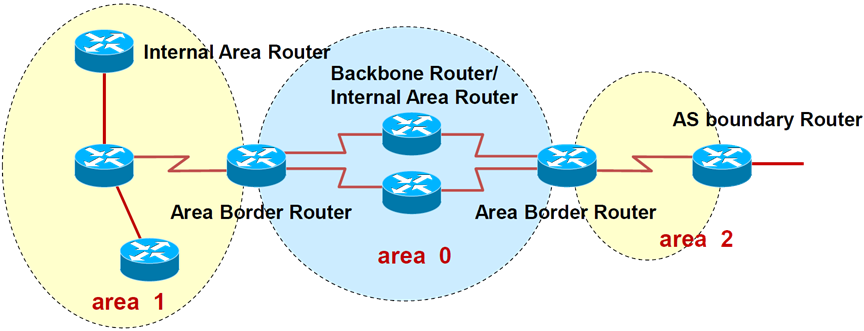 Internal Area Router
Backbone Router/
Internal Area Router
AS boundary Router
Area Border Router
Area Border Router
area 0
area 2
area 1